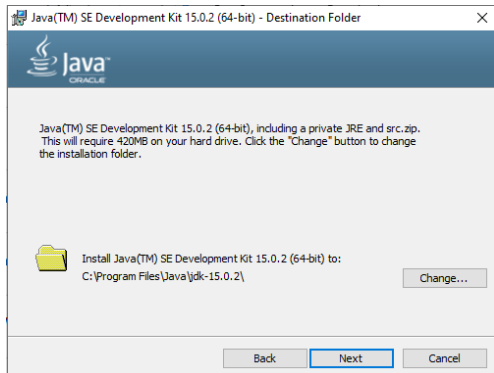 Java(TM) SE Development Kit 15.0.2 (64-bit) - Destination Folder
Java™
ORACLE
Java(TM) SE Development Kit 15.0.2 (64-bit), including a private JRE and src.zip.
This will require 420MB on your hard drive. Click the "Change" button to change
the installation folder.
Install Java(TM) SE Development Kit 15.0.2 (64-bit) to:
C:\Program Files\Java\jdk-15.0.2\
Change...
Back Next Cancel